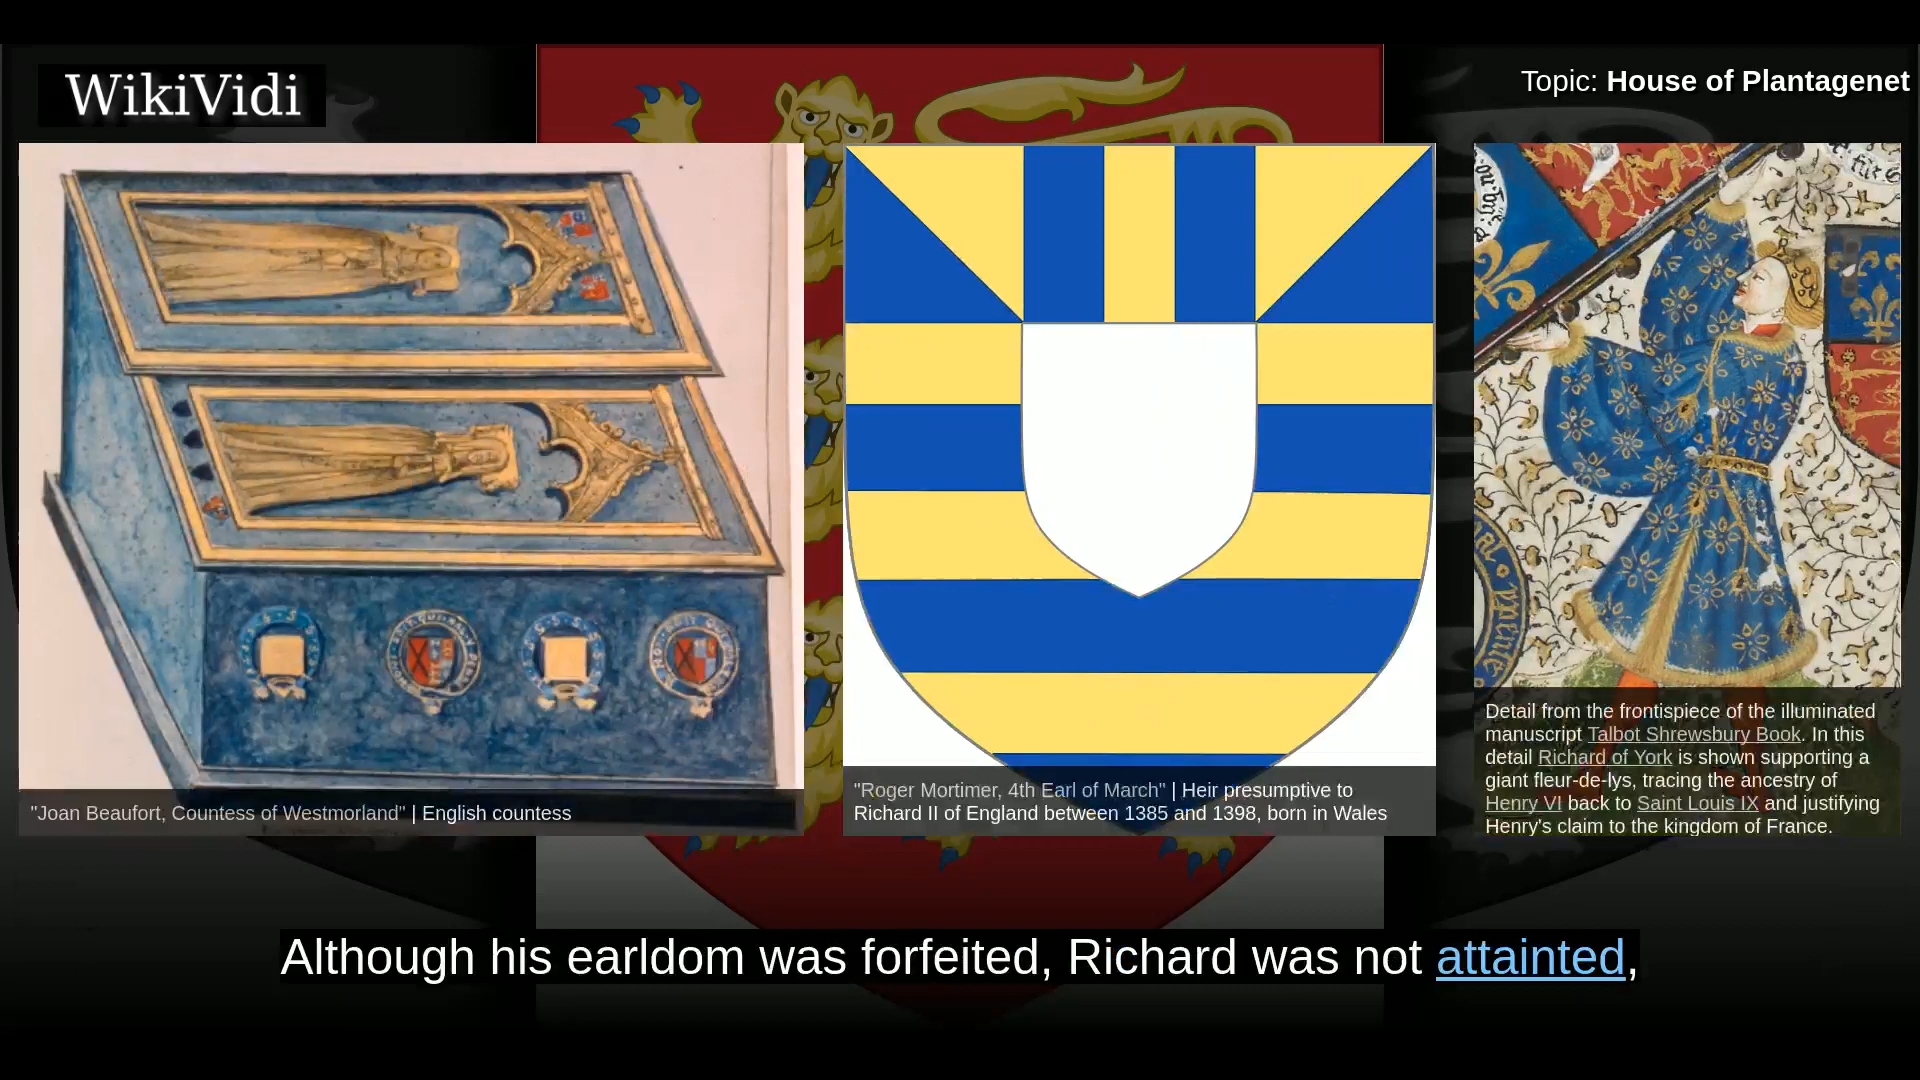 WikiVidi
Topic: House of Plantagenet
"Joan Beaufort, Countess of Westmorland" | English countess
"Roger Mortimer, 4th Earl of March" | Heir presumptive to
Richard II of England between 1385 and 1398, born in Wales
Detail from the frontispiece of the illuminated
manuscript Talbot Shrewsbury Book. In this
detail Richard of York is shown supporting a
giant fleur-de-lys, tracing the ancestry of
Henry VI back to Saint Louis IX and justifying
Henry's claim to the kingdom of France.
Although his earldom was forfeited, Richard was not attainted,